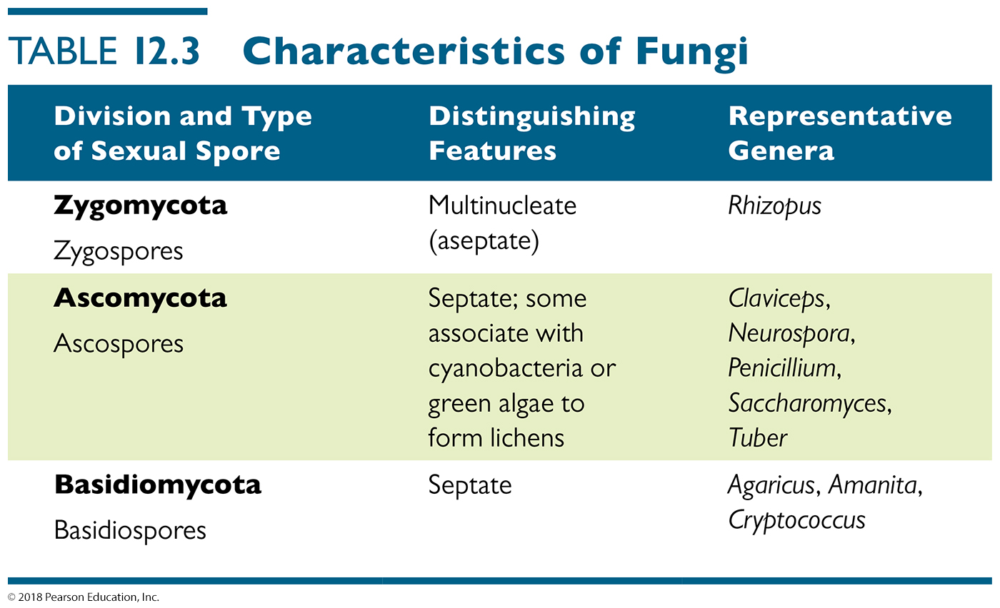 TABLE 12.3 Characteristics of Fungi
Division and Type
of Sexual Spore
Distinguishing
Features
Representative
Genera
Zygomycota
Zygospores
Multinucleate
(aseptate)
Rhizopus
Ascomycota
Ascospores
Septate; some
associate with
cyanobacteria or
green algae to
form lichens
Claviceps,
Neurospora,
Penicillium,
Saccharomyces,
Tuber
Basidiomycota
Basidiospores
Septate
Agaricus, Amanita,
Cryptococcus
© 2018 Pearson Education, Inc.